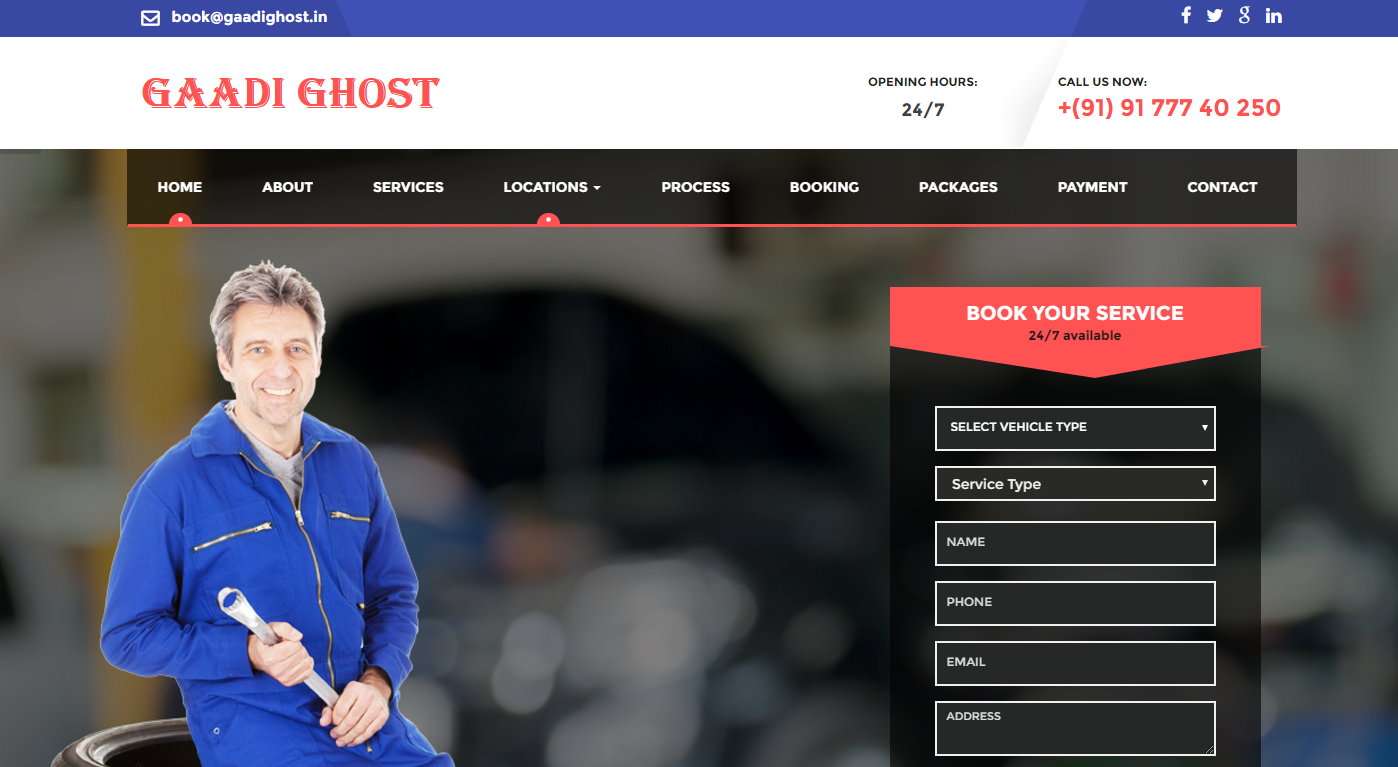 book@gaadighost.in
GAADI GHOST
OPENING HOURS:
24/7
CALL US NOW:
+(91) 91 777 40 250
HOME ABOUT SERVICES LOCATIONS PROCESS BOOKING PACKAGES PAYMENT CONTACT
BOOK YOUR SERVICE
24/7 available
SELECT VEHICLE TYPE
Service Type
NAME
PHONE
EMAIL
ADDRESS